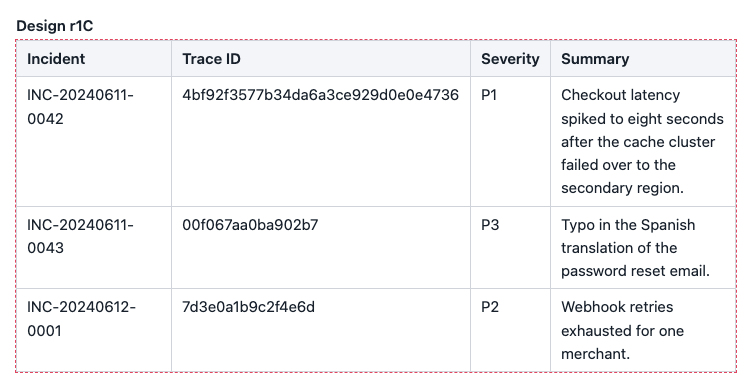 Design r1C
Incident Trace ID Severity Summary
INC-20240611- 4bf92f3577b34da6a3ce929d0e0e4736 P1 Checkout latency
0042 spiked to eight seconds
after the cache cluster
failed over to the
secondary region.
INC-20240611- 00f067aa0ba902b7 P3 Typo in the Spanish
0043 translation of the
password reset email.
INC-20240612- 7d3e0a1b9c2f4e6d P2 Webhook retries
0001 exhausted for one
merchant.